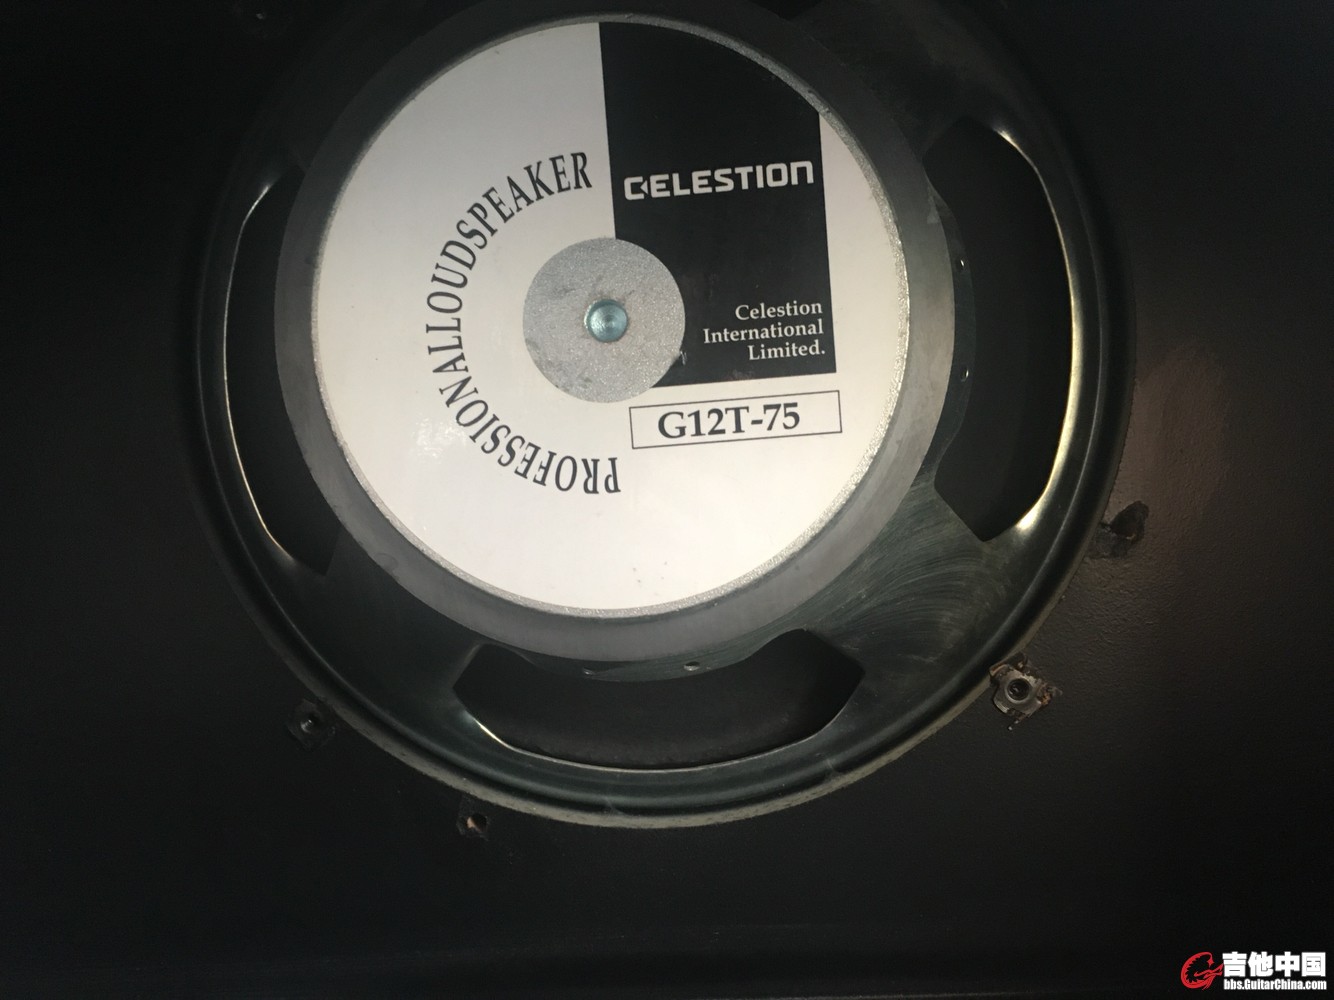 PROFESSIONALLOUDSPEAKER
CELESTION
Celestion
International
Limited.
G12T-75
吉他中国
bbs.GuitarChina.com